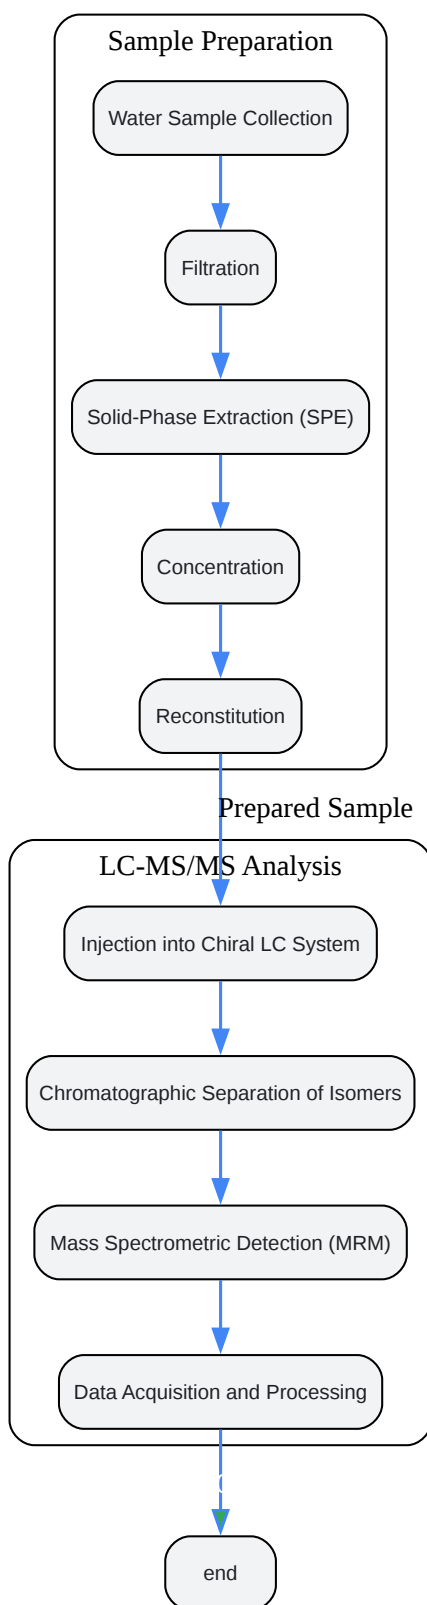 Sample Preparation
Water Sample Collection
Filtration
Solid-Phase Extraction (SPE)
Concentration
Reconstitution
Prepared Sample
LC-MS/MS Analysis
Injection into Chiral LC System
Chromatographic Separation of Isomers
Mass Spectrometric Detection (MRM)
Data Acquisition and Processing
end